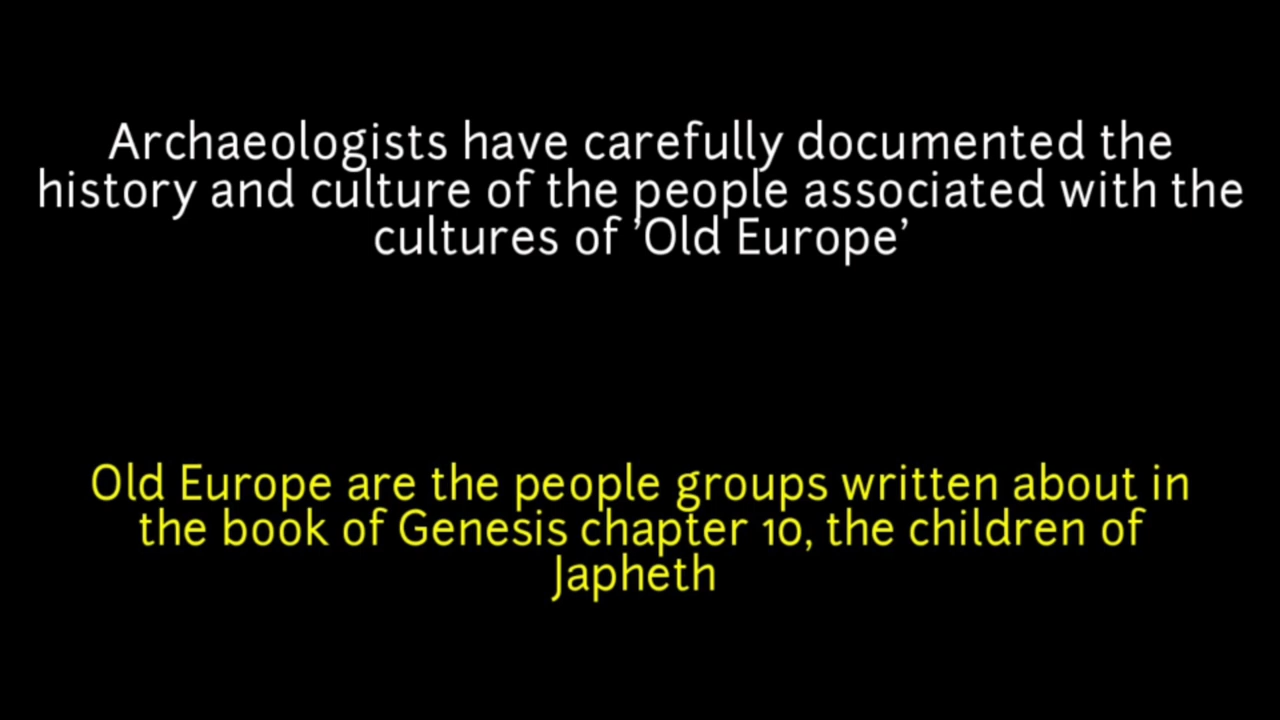 Archaeologists have carefully documented the
history and culture of the people associated with the
cultures of ’Old Europe’
Old Europe are the people groups written about in
the book of Genesis chapter 10, the children of
Japheth